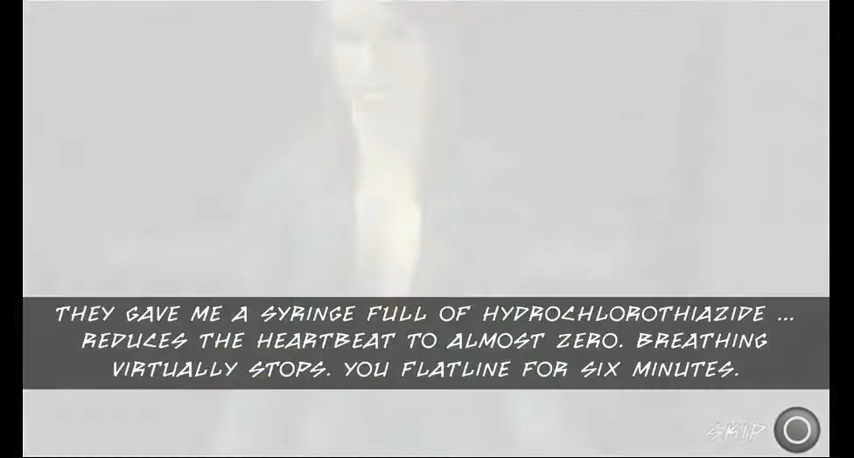 THEY GAVE ME A SYRINGE FULL OF HYDROCHLOROTHIAZIDE ...
REDUCES THE HEARTBEAT TO ALMOST ZERO. BREATHING
VIRTUALLY STOPS. YOU FLATLINE FOR SIX MINUTES.
SKIP